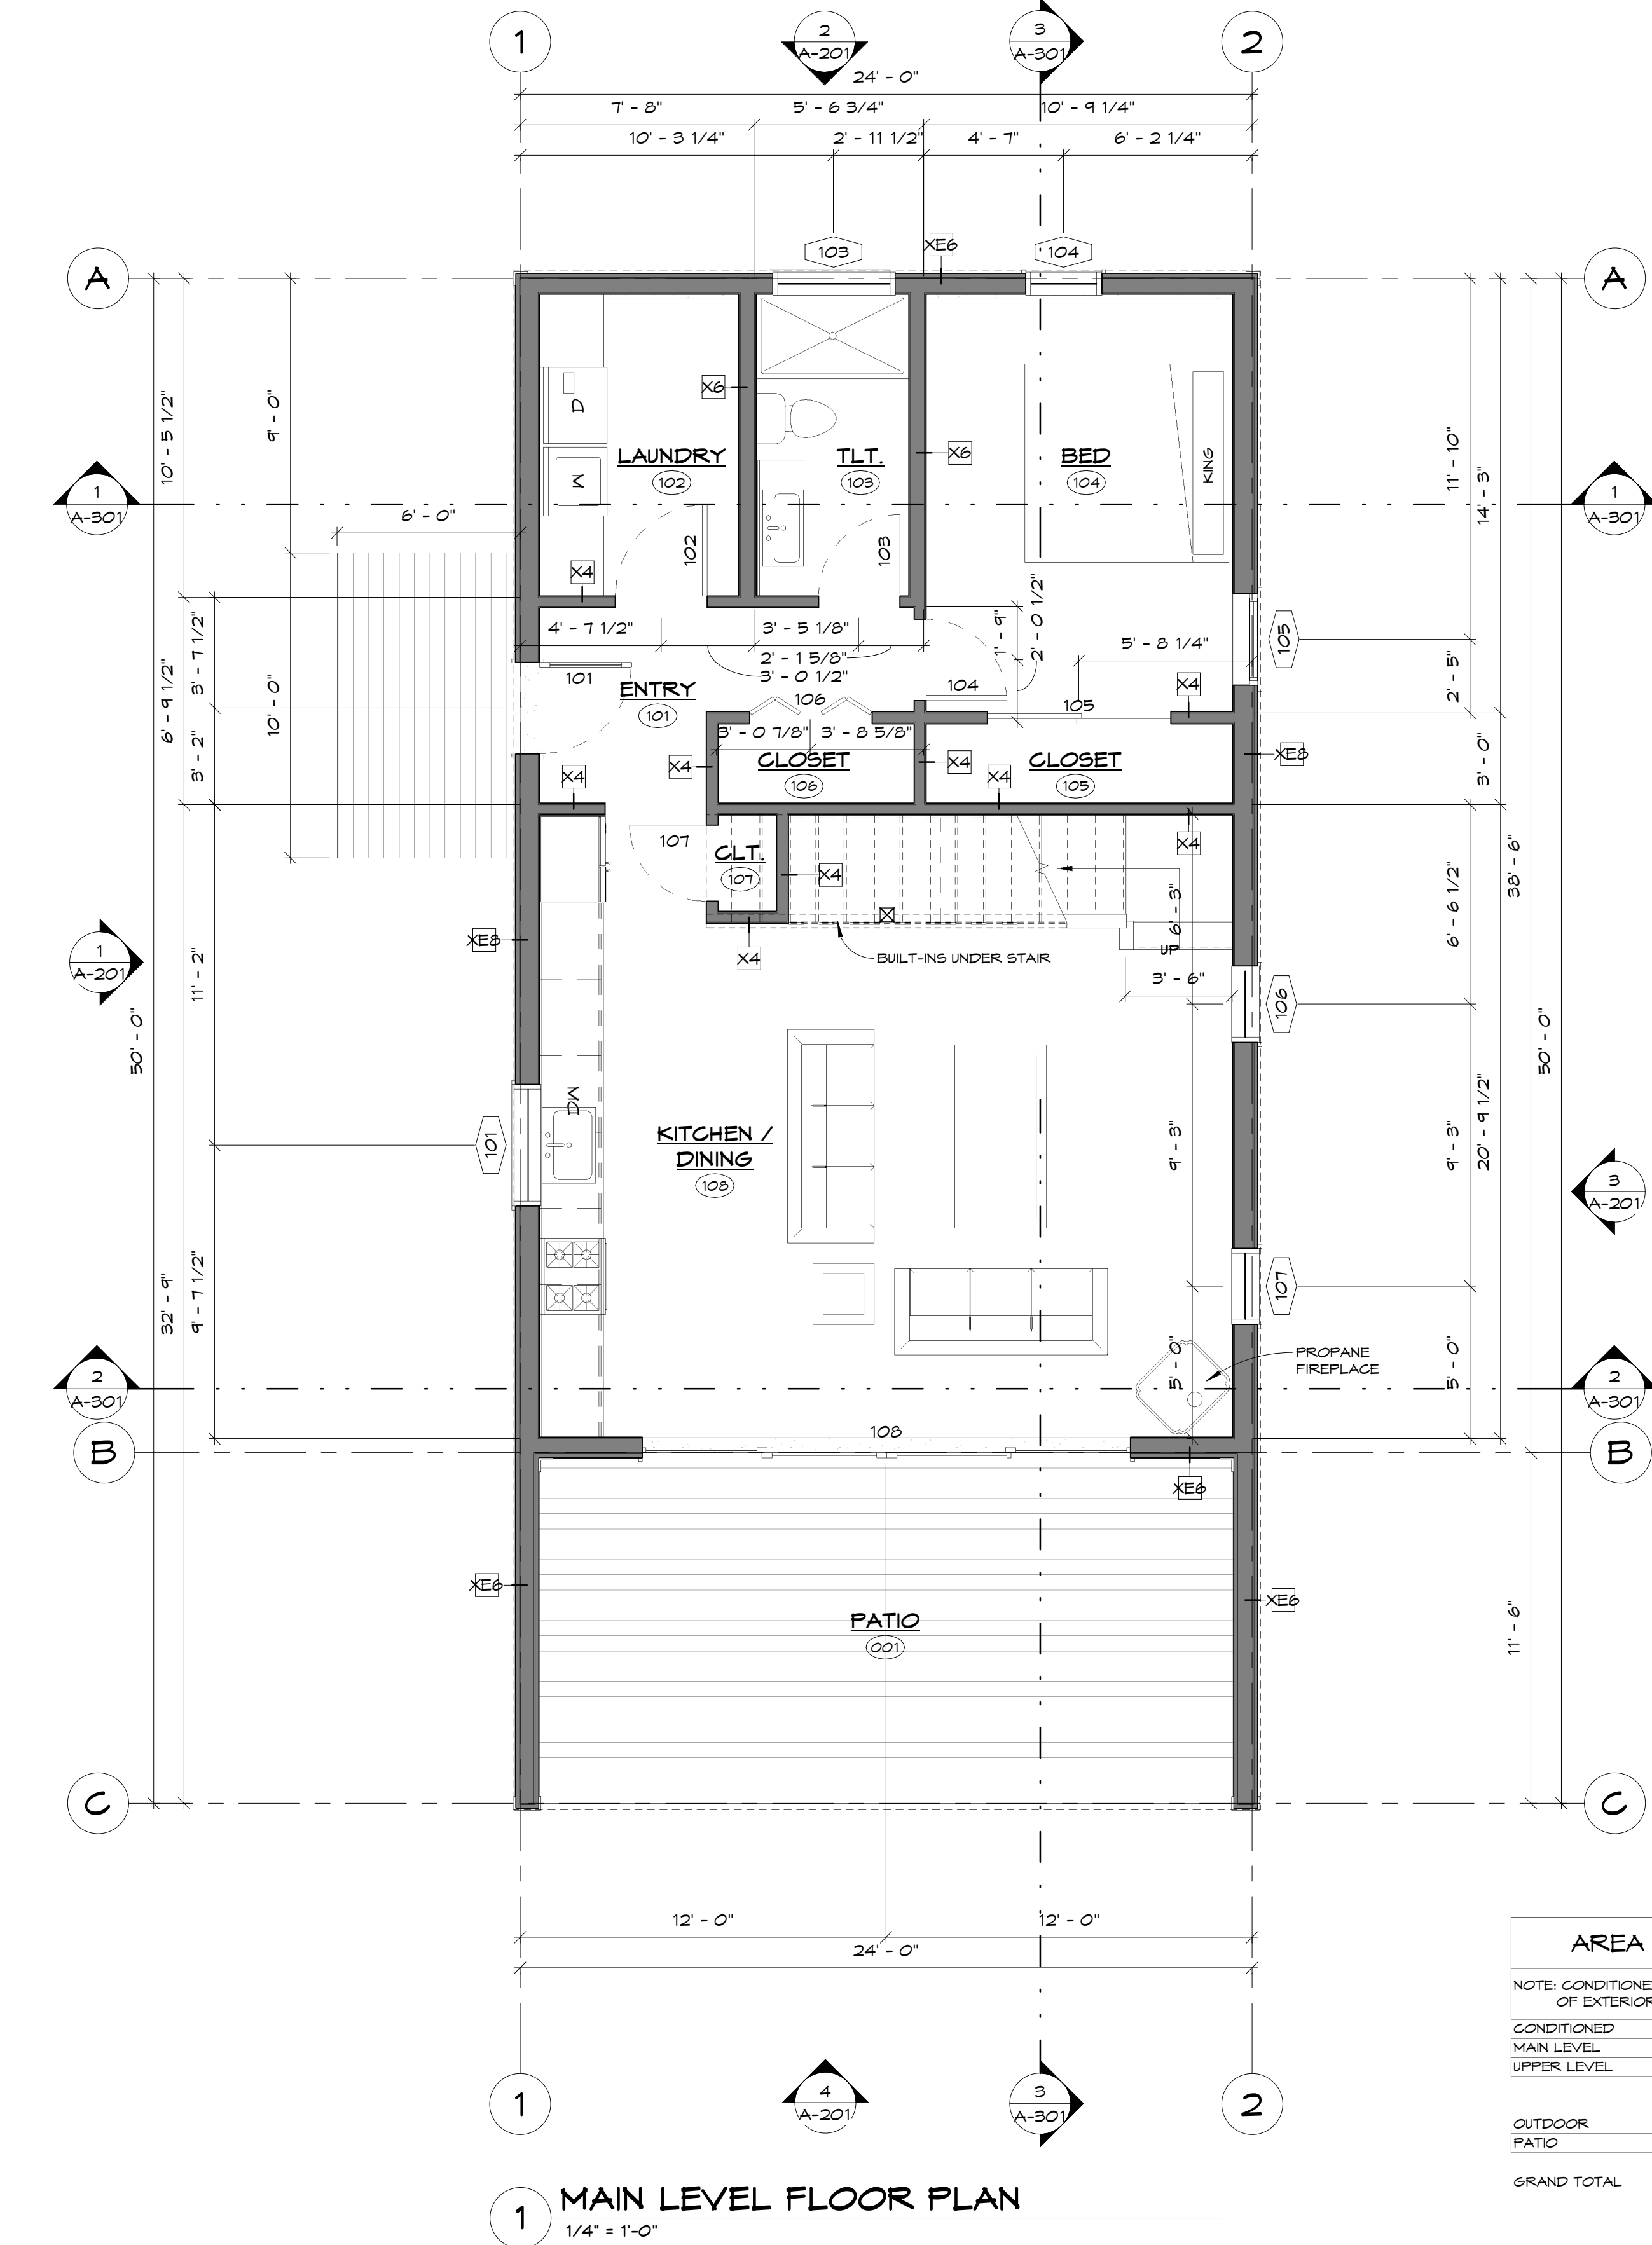 1
2
A-201
3
A-301
2
24' - 0"
7' - 8"
5' - 6 3/4"
10' - 9 1/4"
10' - 3 1/4"
2' - 11 1/2"
4' - 7"
6' - 2 1/4"
103
XE6
104
A
A
10' - 5 1/2"
9' - 0"
D
X6
LAUNDRY
102
TLT.
103
X6
BED
104
KING
11' - 10"
14' - 3"
1
A-301
1
A-301
6' - 0"
W
X4
102
103
4' - 7 1/2"
3' - 5 1/8"
2' - 1 5/8"
3' - 0 1/2"
1' - 9"
2' - 0 1/2"
5' - 8 1/4"
105
6' - 9 1/2"
3' - 7 1/2"
3' - 2"
10' - 0"
101
ENTRY
101
106
104
105
X4
2' - 5"
3' - 0 7/8"
3' - 8 5/8"
X4
X4
CLOSET
106
X4
X4
CLOSET
105
XE8
3' - 0"
107
CLT.
107
X4
X4
X4
BUILT-INS UNDER STAIR
UP
6' - 3"
3' - 6"
6' - 6 1/2"
38' - 6"
1
A-201
XE8
11' - 2"
50' - 0"
106
50' - 0"
DW
101
KITCHEN /
DINING
108
9' - 3"
9' - 3"
20' - 9 1/2"
3
A-201
32' - 9"
9' - 7 1/2"
107
5' - 0"
5' - 0"
PROPANE
FIREPLACE
2
A-301
2
A-301
B
108
B
XE6
XE6
XE6
PATIO
001
11' - 6"
C
C
12' - 0"
12' - 0"
24' - 0"
AREA
NOTE: CONDITIONE
OF EXTERIOR
CONDITIONED
MAIN LEVEL
UPPER LEVEL
OUTDOOR
PATIO
GRAND TOTAL
1
4
A-201
3
A-301
2
1
MAIN LEVEL FLOOR PLAN
1/4" = 1'-0"